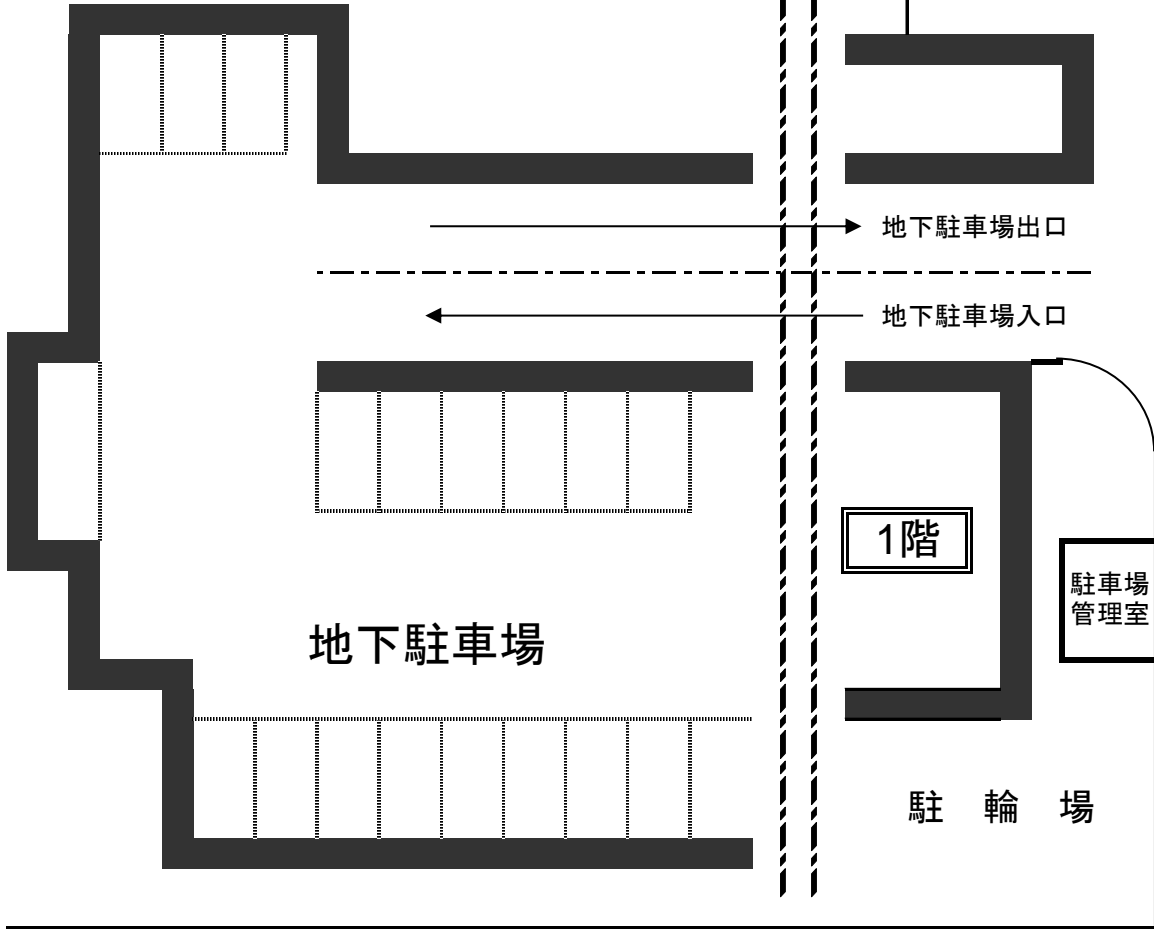 地下駐車場出口
地下駐車場入口
1階
駐車場
管理室
地下駐車場
駐　輪　場